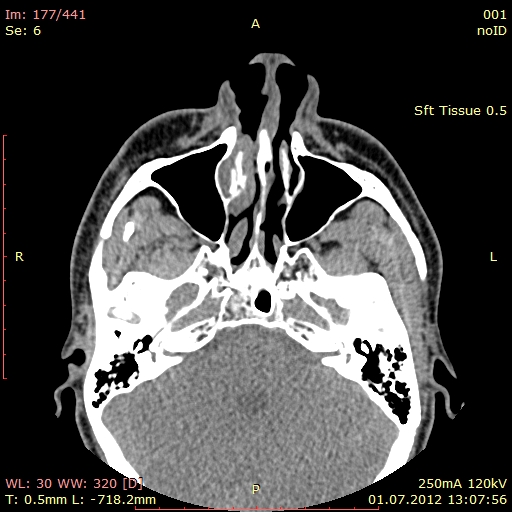 Im: 177/441
Se: 6
A
001
noID
Sft Tissue 0.5
R
L
WL: 30 WW: 320 [D]
T: 0.5mm L: -718.2mm
P
250mA 120kV
01.07.2012 13:07:56